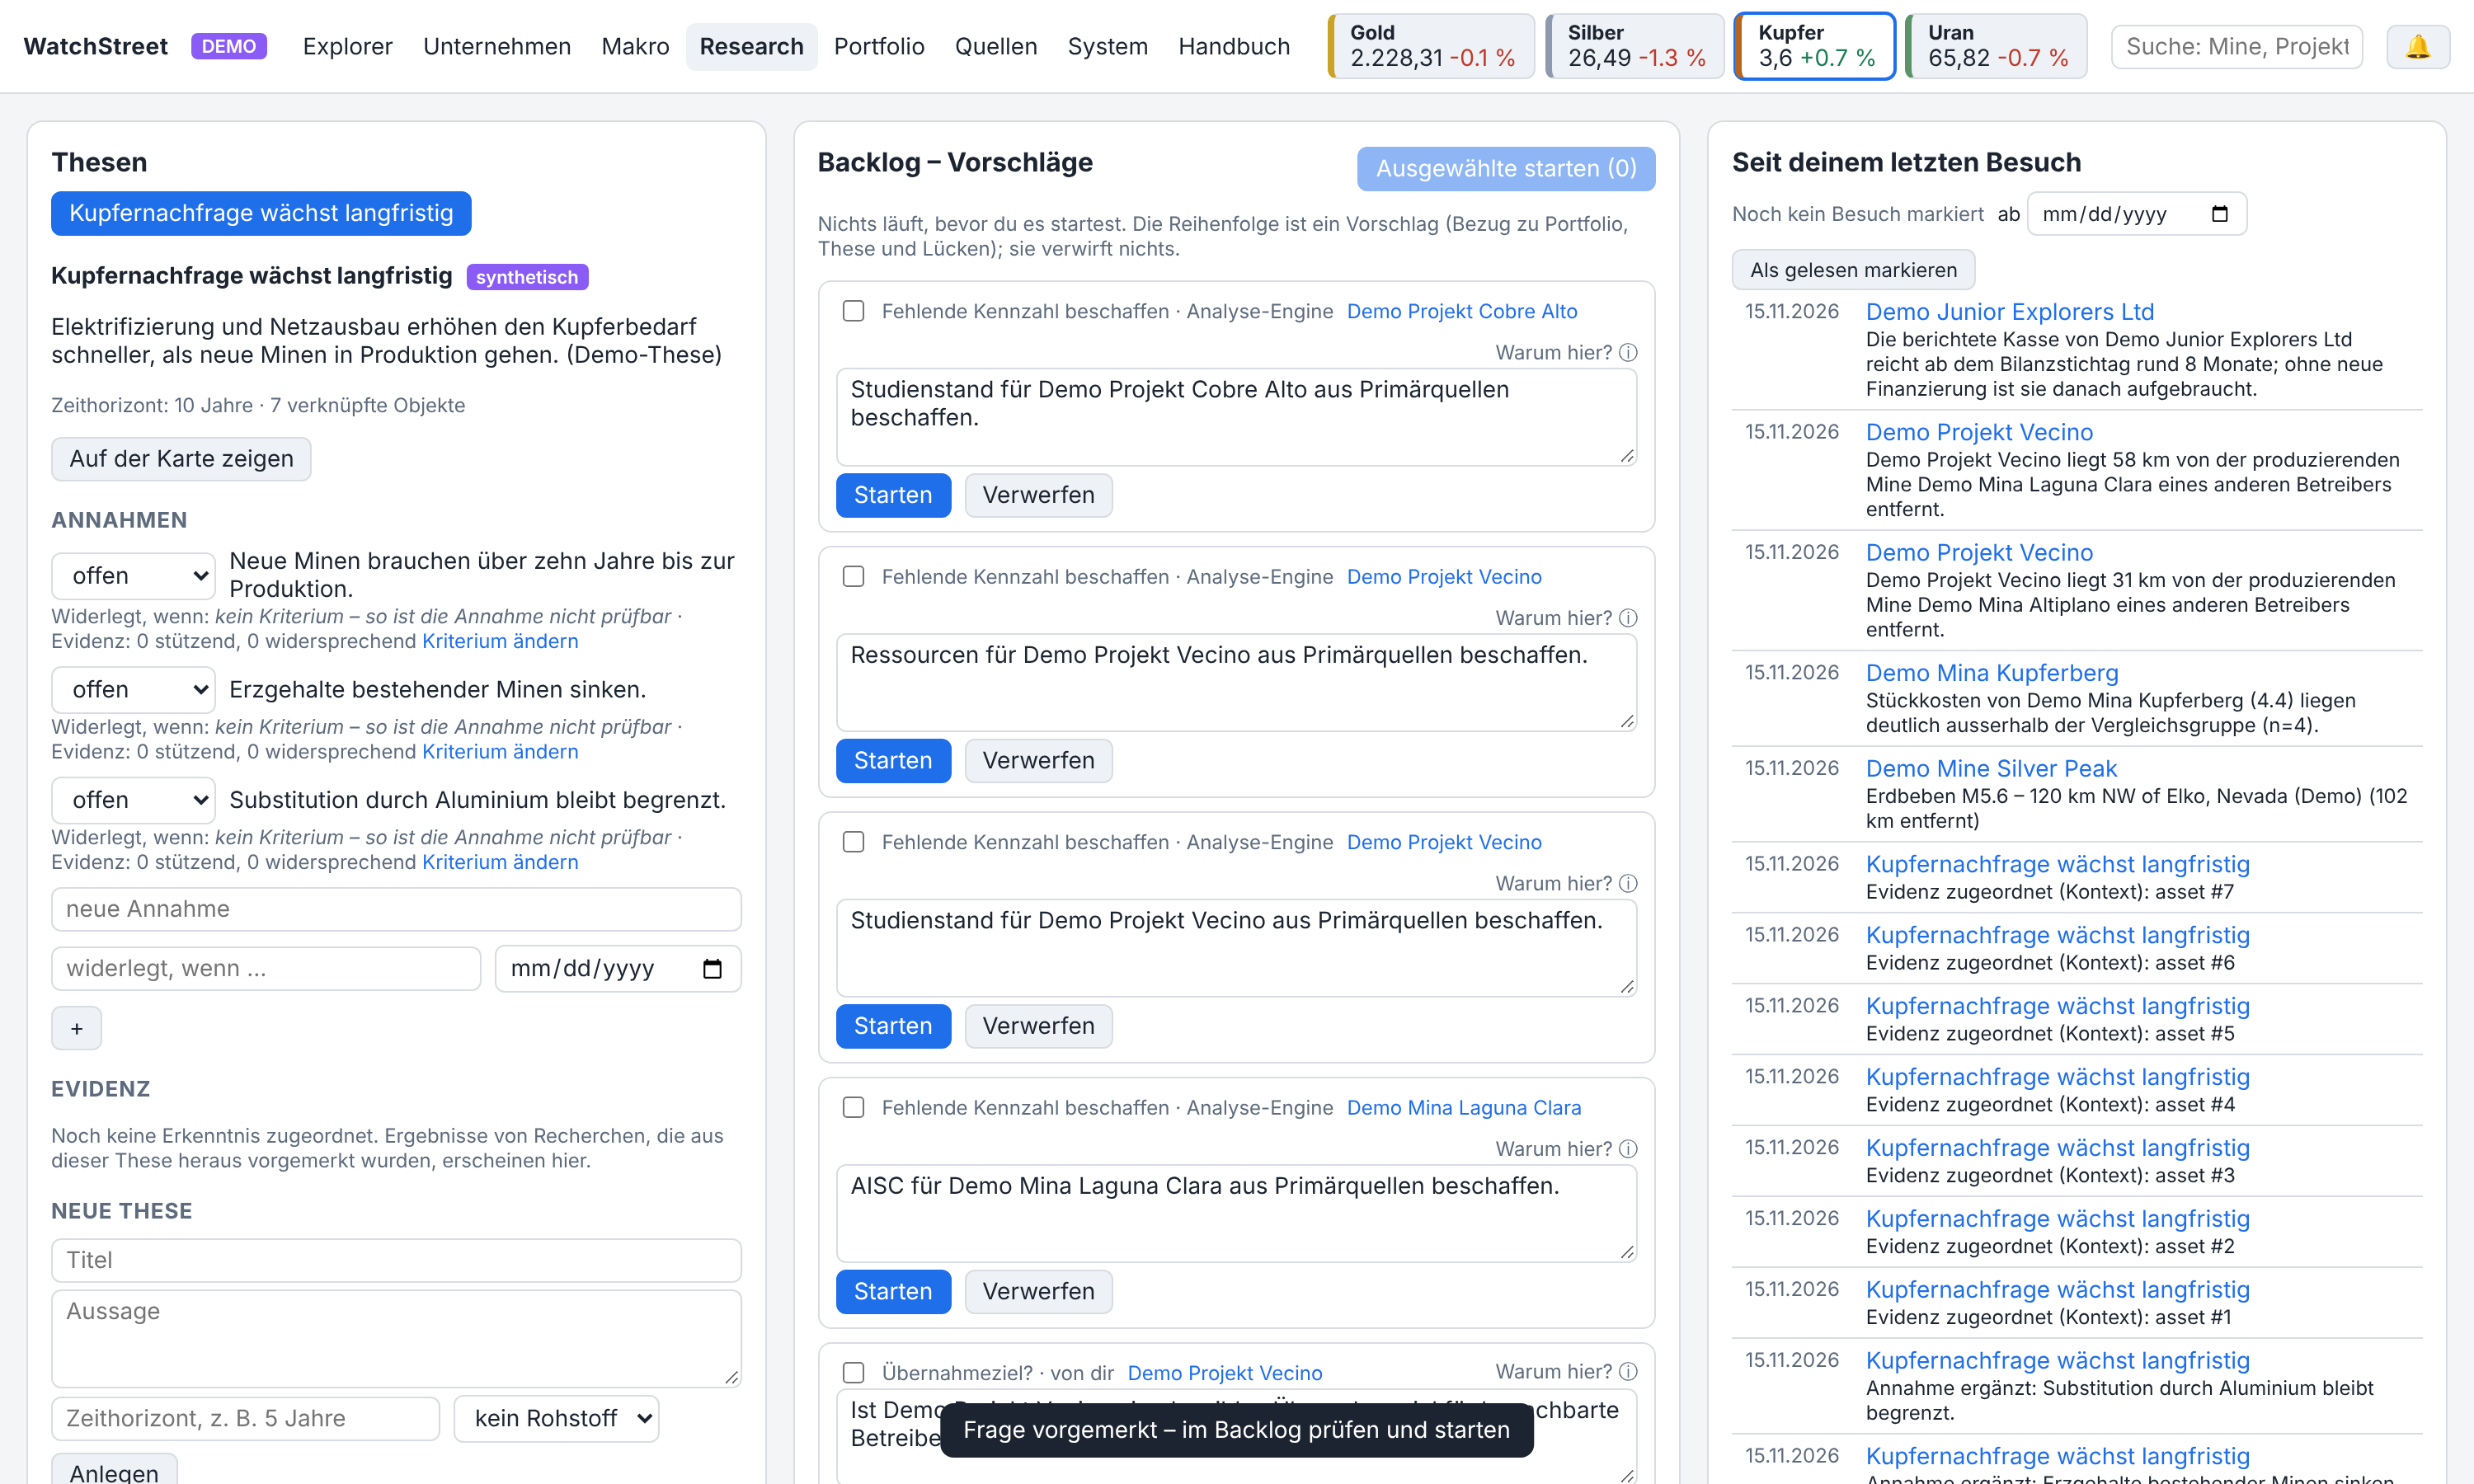 WatchStreet DEMO Explorer Unternehmen Makro Research Portfolio Quellen System Handbuch
Gold 2.228,31 -0.1 %
Silber 26,49 -1.3 %
Kupfer 3,6 +0.7 %
Uran 65,82 -0.7 %
Suche: Mine, Projekt
Thesen
Kupfernachfrage wächst langfristig
Kupfernachfrage wächst langfristig synthetisch
Elektrifizierung und Netzausbau erhöhen den Kupferbedarf
schneller, als neue Minen in Produktion gehen. (Demo-These)
Zeithorizont: 10 Jahre · 7 verknüpfte Objekte
Auf der Karte zeigen
ANNAHMEN
offen Neue Minen brauchen über zehn Jahre bis zur
Produktion.
Widerlegt, wenn: kein Kriterium – so ist die Annahme nicht prüfbar ·
Evidenz: 0 stützend, 0 widersprechend Kriterium ändern
offen Erzgehalte bestehender Minen sinken.
Widerlegt, wenn: kein Kriterium – so ist die Annahme nicht prüfbar ·
Evidenz: 0 stützend, 0 widersprechend Kriterium ändern
offen Substitution durch Aluminium bleibt begrenzt.
Widerlegt, wenn: kein Kriterium – so ist die Annahme nicht prüfbar ·
Evidenz: 0 stützend, 0 widersprechend Kriterium ändern
neue Annahme
widerlegt, wenn ... mm/dd/yyyy
+
EVIDENZ
Noch keine Erkenntnis zugeordnet. Ergebnisse von Recherchen, die aus
dieser These heraus vorgemerkt wurden, erscheinen hier.
NEUE THESE
Titel
Aussage
Zeithorizont, z. B. 5 Jahre kein Rohstoff
Anlegen
Backlog – Vorschläge Ausgewählte starten (0)
Nichts läuft, bevor du es startest. Die Reihenfolge ist ein Vorschlag (Bezug zu Portfolio,
These und Lücken); sie verwirft nichts.
Fehlende Kennzahl beschaffen · Analyse-Engine Demo Projekt Cobre Alto
Warum hier? ⓘ
Studienstand für Demo Projekt Cobre Alto aus Primärquellen
beschaffen.
Starten Verwerfen
Fehlende Kennzahl beschaffen · Analyse-Engine Demo Projekt Vecino
Warum hier? ⓘ
Ressourcen für Demo Projekt Vecino aus Primärquellen beschaffen.
Starten Verwerfen
Fehlende Kennzahl beschaffen · Analyse-Engine Demo Projekt Vecino
Warum hier? ⓘ
Studienstand für Demo Projekt Vecino aus Primärquellen beschaffen.
Starten Verwerfen
Fehlende Kennzahl beschaffen · Analyse-Engine Demo Mina Laguna Clara
Warum hier? ⓘ
AISC für Demo Mina Laguna Clara aus Primärquellen beschaffen.
Starten Verwerfen
Übernahmeziel? · von dir Demo Projekt Vecino Warum hier? ⓘ
Ist Demo
Frage vorgemerkt – im Backlog prüfen und starten
Seit deinem letzten Besuch
Noch kein Besuch markiert ab mm/dd/yyyy
Als gelesen markieren
15.11.2026 Demo Junior Explorers Ltd
Die berichtete Kasse von Demo Junior Explorers Ltd
reicht ab dem Bilanzstichtag rund 8 Monate; ohne neue
Finanzierung ist sie danach aufgebraucht.
15.11.2026 Demo Projekt Vecino
Demo Projekt Vecino liegt 58 km von der produzierenden
Mine Demo Mina Laguna Clara eines anderen Betreibers
entfernt.
15.11.2026 Demo Projekt Vecino
Demo Projekt Vecino liegt 31 km von der produzierenden
Mine Demo Mina Altiplano eines anderen Betreibers
entfernt.
15.11.2026 Demo Mina Kupferberg
Stückkosten von Demo Mina Kupferberg (4.4) liegen
deutlich ausserhalb der Vergleichsgruppe (n=4).
15.11.2026 Demo Mine Silver Peak
Erdbeben M5.6 – 120 km NW of Elko, Nevada (Demo) (102
km entfernt)
15.11.2026 Kupfernachfrage wächst langfristig
Evidenz zugeordnet (Kontext): asset #7
15.11.2026 Kupfernachfrage wächst langfristig
Evidenz zugeordnet (Kontext): asset #6
15.11.2026 Kupfernachfrage wächst langfristig
Evidenz zugeordnet (Kontext): asset #5
15.11.2026 Kupfernachfrage wächst langfristig
Evidenz zugeordnet (Kontext): asset #4
15.11.2026 Kupfernachfrage wächst langfristig
Evidenz zugeordnet (Kontext): asset #3
15.11.2026 Kupfernachfrage wächst langfristig
Evidenz zugeordnet (Kontext): asset #2
15.11.2026 Kupfernachfrage wächst langfristig
Evidenz zugeordnet (Kontext): asset #1
15.11.2026 Kupfernachfrage wächst langfristig
Annahme ergänzt: Substitution durch Aluminium bleibt
begrenzt.
15.11.2026 Kupfernachfrage wächst langfristig
Annahme ergänzt: Erzgehalte bestehender Minen sinken.